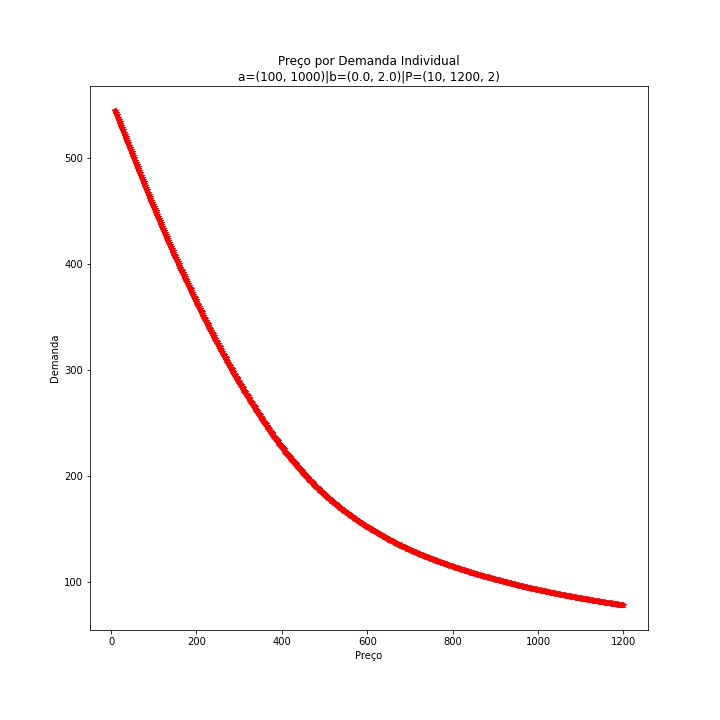 Preço por Demanda Individual
a=(100, 1000)|b=(0.0, 2.0)|P=(10, 1200, 2)
500
400
300
200
100
Demanda
0 200 400 600 800 1000 1200
Preço